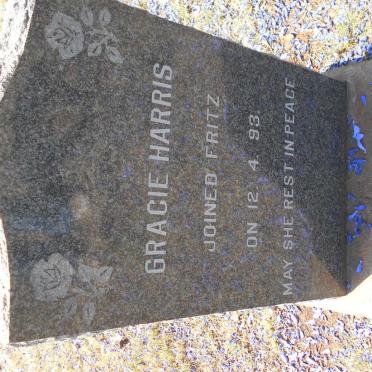 GRACIE HARRIS
JOINED FRITZ
ON 12. 4. 93.
MAY SHE REST IN PEACE